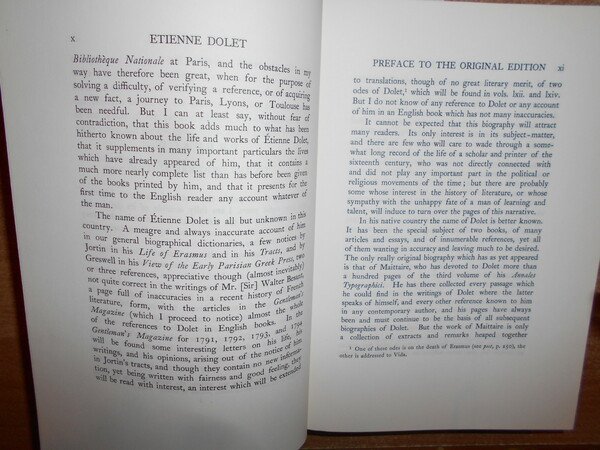 x
ETIENNE DOLET
Bibliothèque Nationale at Paris, and the obstacles in my
way have therefore been great, when for the purpose of
solving a difficulty, of verifying a reference, or of acquiring
a new fact, a journey to Paris, Lyons, or Toulouse has
been needful. But I can at least say, without fear of
contradiction, that this book adds much to what has been
hitherto known about the life and works of Étienne Dolet,
that it supplements in many important particulars the lives
which have already appeared of him, that it contains a
much more nearly complete list than has before been given
of the books printed by him, and that it presents for the
first time to the English reader any account whatever of
the man.
The name of Étienne Dolet is all but unknown in this
country. A meagre and always inaccurate account of him
in our general biographical dictionaries, a few notices by
Jortin in his Life of Erasmus and in his Tracts, and by
Greswell in his View of the Early Parisian Greek Press, two
or three references, appreciative though (almost inevitably)
not quite correct in the writings of Mr. [Sir] Walter Besant,
a page full of inaccuracies in a recent history of French
literature, form, with the articles in the Gentleman's
Magazine (which I proceed to notice) almost the whole
of the references to Dolet in English books. In the
Gentleman's Magazine for 1791, 1792, 1793, and 1794
will be found some interesting letters on his life, his
writings, and his opinions, arising out of the notice of him
in Jortin's tracts, and though they contain no new informa-
tion, yet being written with fairness and good feeling, they
will be read with interest, an interest which will be extended
PREFACE TO THE ORIGINAL EDITION
xi
to translations, though of no great literary merit, of two
odes of Dolet,¹ which will be found in vols. lxii. and lxiv.
But I do not know of any reference to Dolet or any account
of him in an English book which has not many inaccuracies.
It cannot be expected that this biography will attract
many readers. Its only interest is in its subject-matter,
and there are few who will care to wade through a some-
what long record of the life of a scholar and printer of the
sixteenth century, who was not directly connected with
and did not play any important part in the political or
religious movements of the time; but there are probably
some whose interest in the history of literature, or whose
sympathy with the unhappy fate of a man of learning and
talent, will induce to turn over the pages of this narrative.
In his native country the name of Dolet is better known.
It has been the special subject of two books, of many
articles and essays, and of innumerable references, yet all
of them wanting in accuracy and leaving much to be desired.
The only really original biography which has as yet appeared
is that of Maittaire, who has devoted to Dolet more than
a hundred pages of the third volume of his Annales
Typographici. He has there collected every passage which
he could find in the writings of Dolet where the latter
speaks of himself, and every other reference known to him
in any contemporary author, and his pages have always
been and must continue to be the basis of all subsequent
biographies of Dolet. But the work of Maittaire is only
a collection of extracts and remarks heaped together
¹ One of these odes is on the death of Erasmus (see post, p. 150), the
other is addressed to Vida.